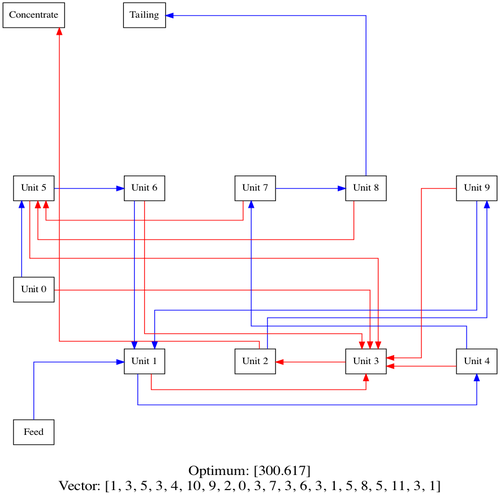 Concentrate Tailing
Unit 5 Unit 6 Unit 7 Unit 8 Unit 9
Unit 0
Unit 1 Unit 2 Unit 3 Unit 4
Feed
Optimum: [300.617]
Vector: [1, 3, 5, 3, 4, 10, 9, 2, 0, 3, 7, 3, 6, 3, 1, 5, 8, 5, 11, 3, 1]